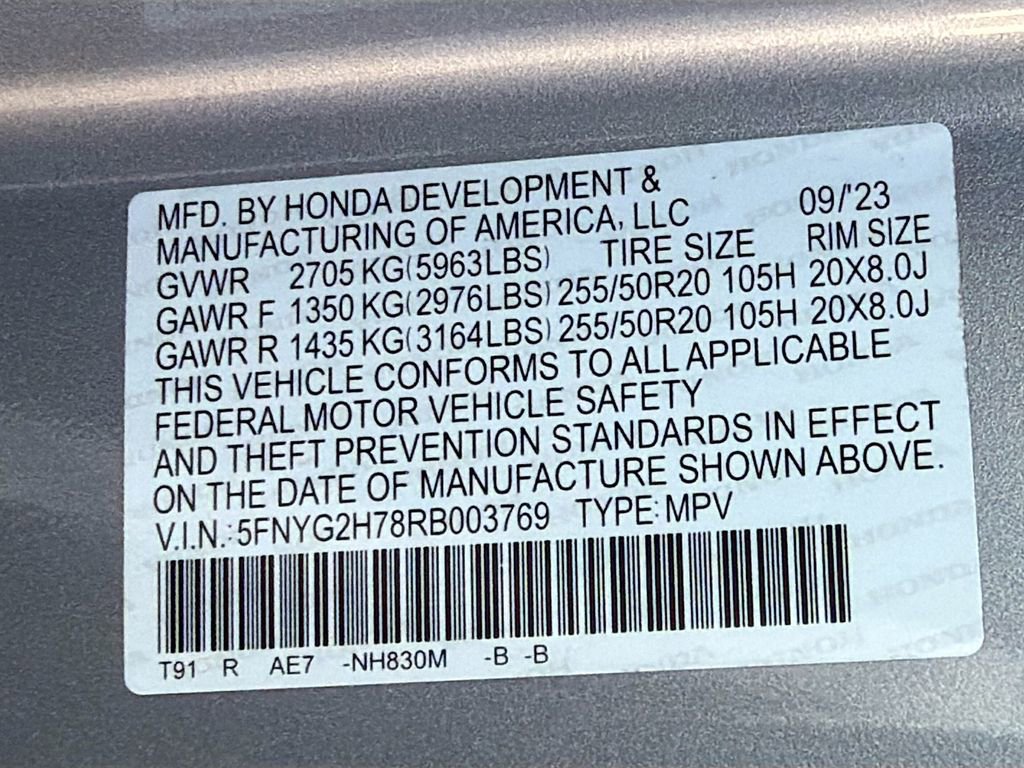 MFD. BY HONDA DEVELOPMENT &
MANUFACTURING OF AMERICA, LLC 09/'23
GVWR 2705 KG(5963LBS) TIRE SIZE RIM SIZE
GAWR F 1350 KG(2976LBS) 255/50R20 105H 20X8.0J
GAWR R 1435 KG(3164LBS) 255/50R20 105H 20X8.0J
THIS VEHICLE CONFORMS TO ALL APPLICABLE
FEDERAL MOTOR VEHICLE SAFETY
AND THEFT PREVENTION STANDARDS IN EFFECT
ON THE DATE OF MANUFACTURE SHOWN ABOVE.
V.I.N.: 5FNYG2H78RB003769 TYPE: MPV
T91 R AE7 -NH830M -B -B